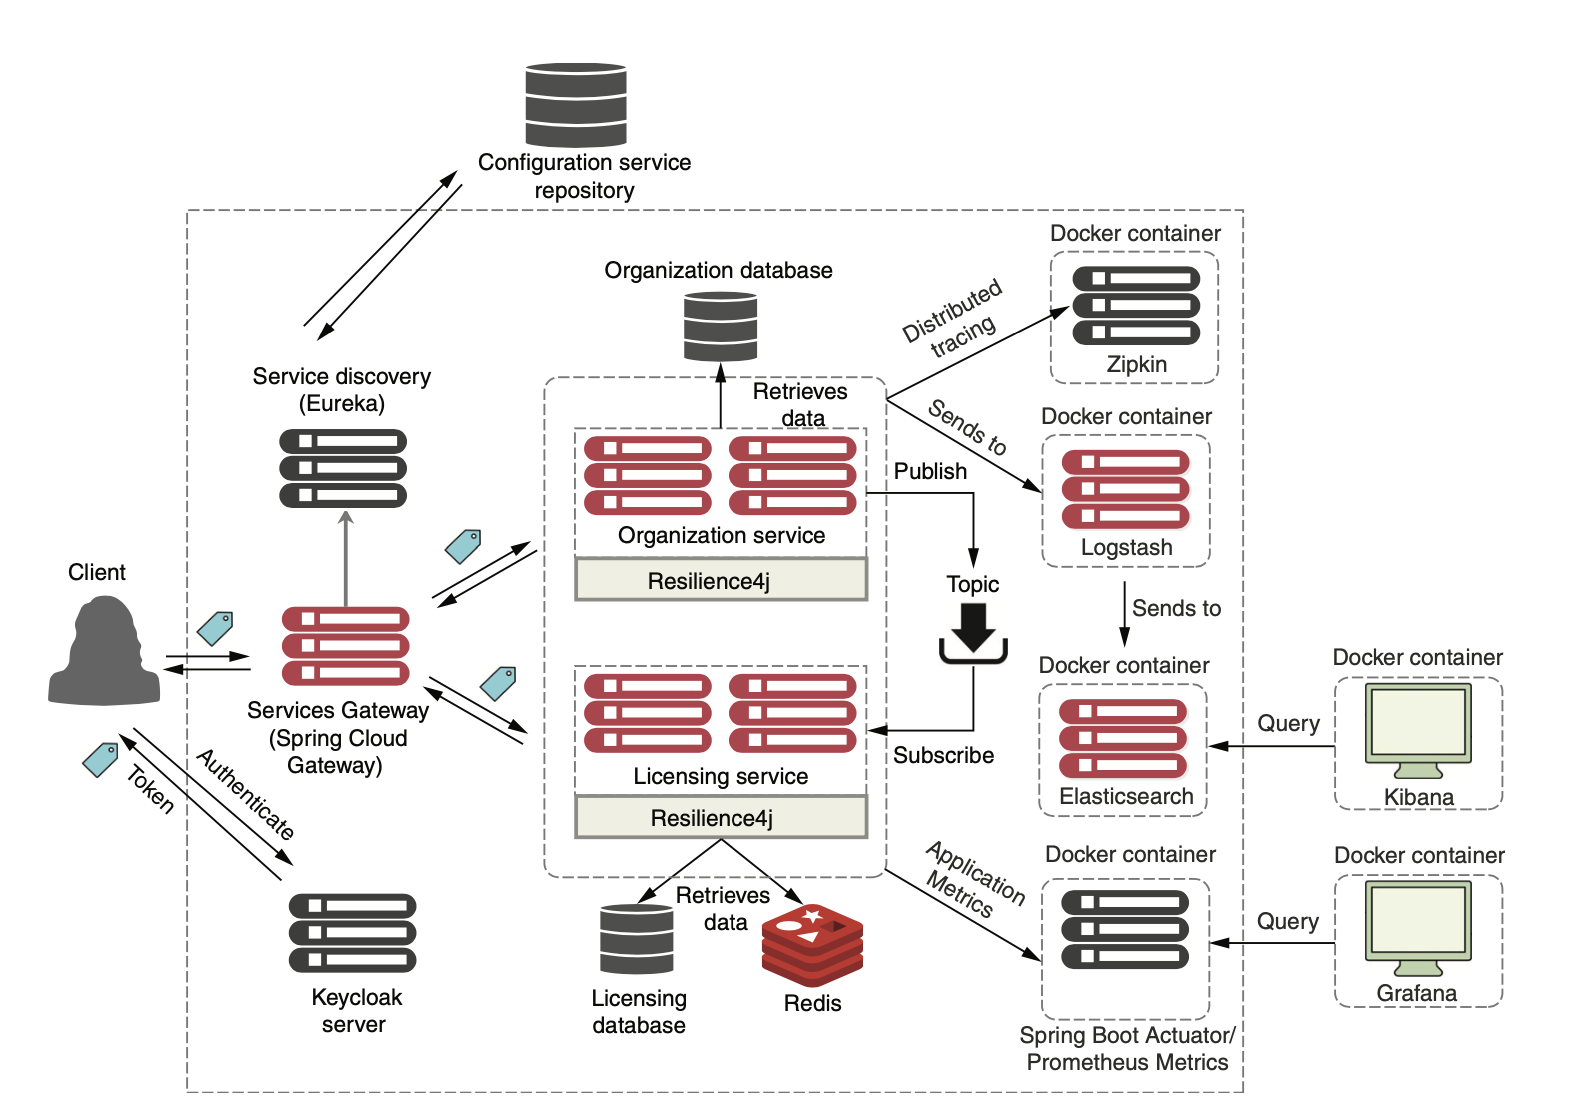 Configuration service
repository
Docker container
Zipkin
Organization database
Distributed
tracing
Service discovery
(Eureka)
Retrieves
data
Sends to
Docker container
Logstash
Publish
Organization service
Resilience4j
Topic
Sends to
Client
Docker container
Elasticsearch
Docker container
Kibana
Query
Services Gateway
(Spring Cloud
Gateway)
Subscribe
Licensing service
Resilience4j
Authenticate
Token
Application
Metrics
Docker container
Docker container
Grafana
Query
Retrieves
data
Keycloak
server
Licensing
database
Redis
Spring Boot Actuator/
Prometheus Metrics